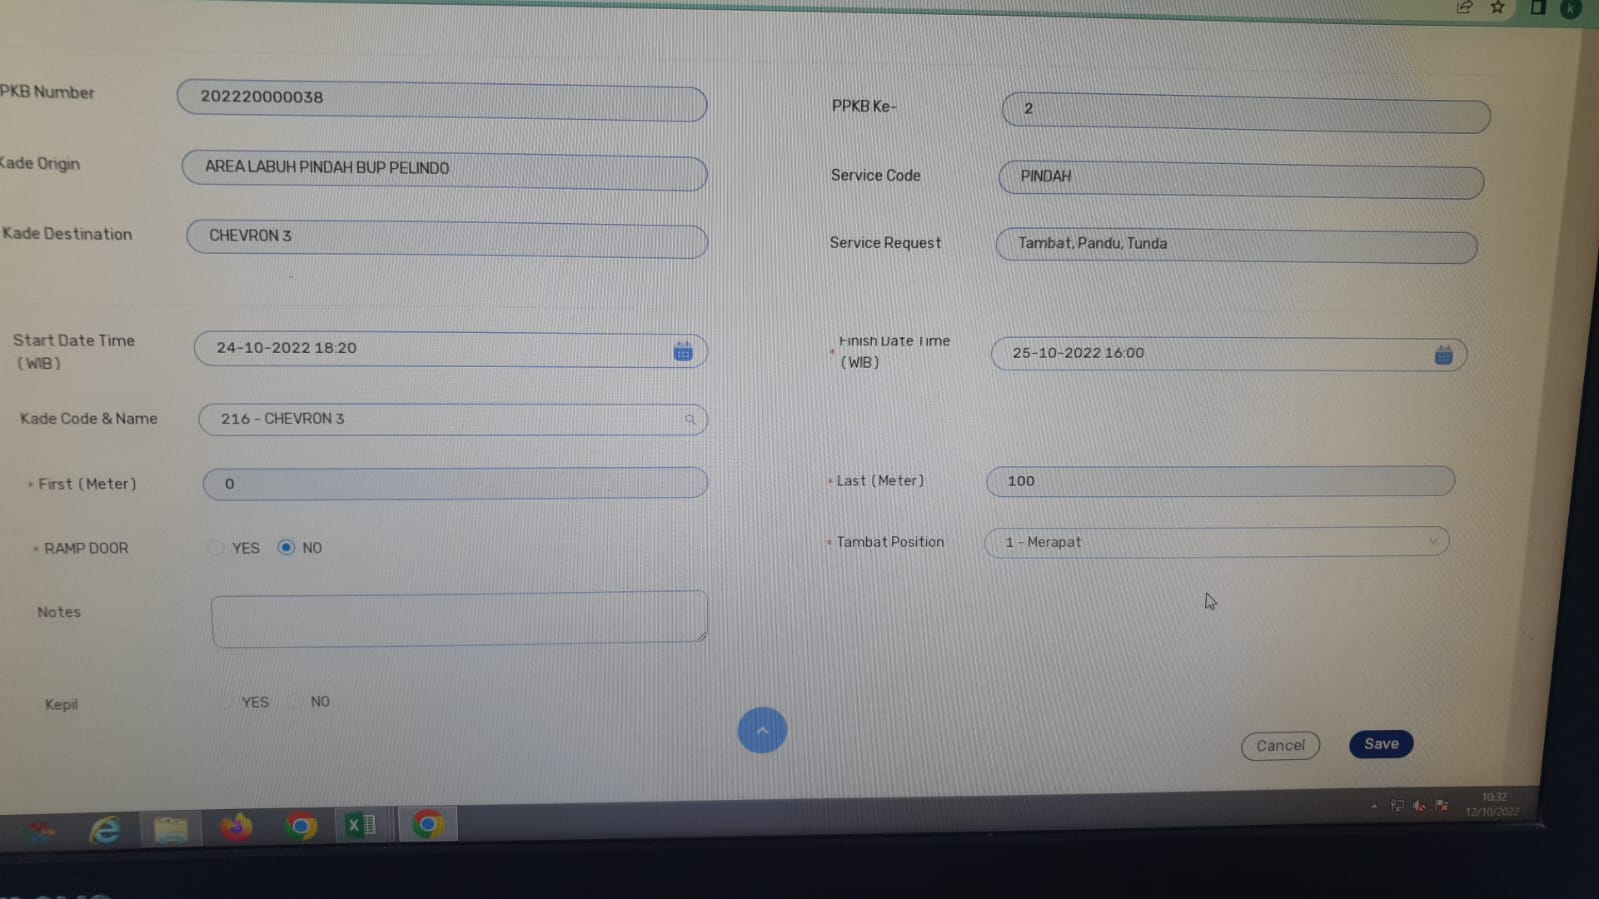 PKB Number 202220000038 PPKB Ke- 2
Kade Origin AREA LABUH PINDAH BUP PELINDO Service Code PINDAH
Kade Destination CHEVRON 3 Service Request Tambat, Pandu, Tunda
Start Date Time 24-10-2022 18:20 * Finish Date Time 25-10-2022 16:00
(WIB) (WIB)
Kade Code & Name 216 - CHEVRON 3
* First (Meter) 0 * Last (Meter) 100
* RAMP DOOR YES NO * Tambat Position 1 - Merapat
Notes
Kepil YES NO
Cancel Save
10:32
12/10/2022